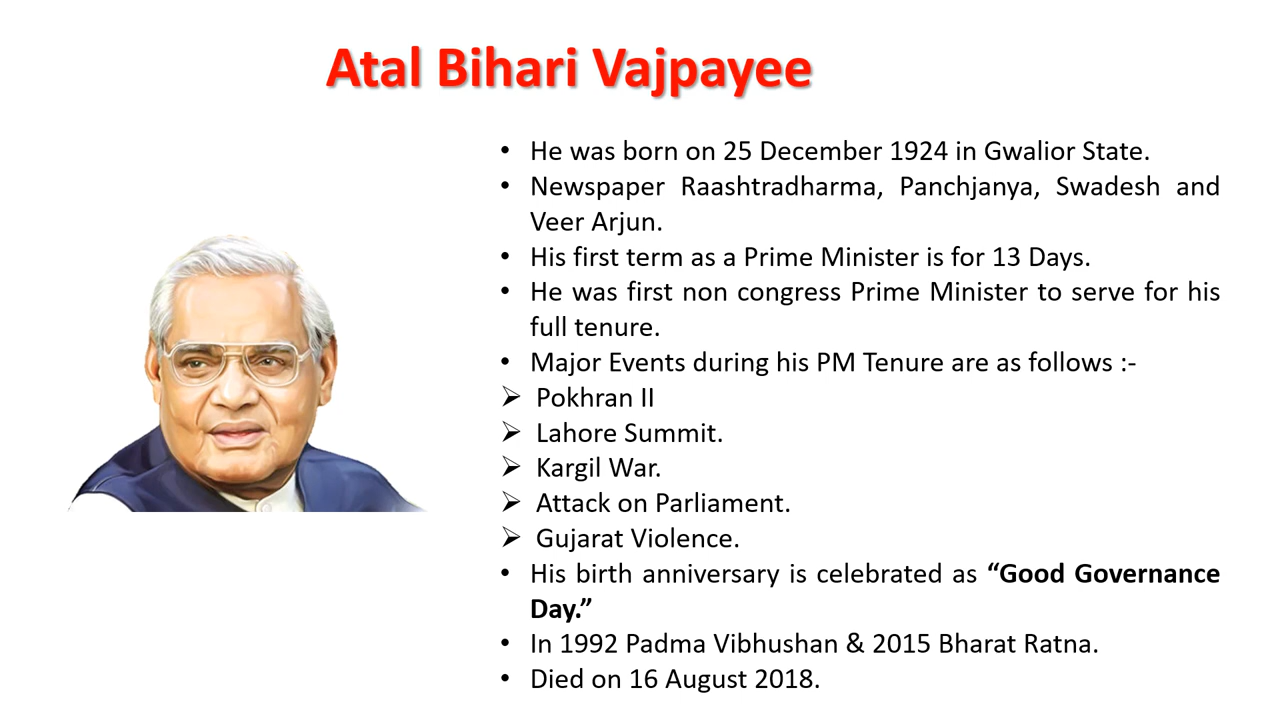 Atal Bihari Vajpayee
• He was born on 25 December 1924 in Gwalior State.
• Newspaper Raashtradharma, Panchjanya, Swadesh and
Veer Arjun.
• His first term as a Prime Minister is for 13 Days.
• He was first non congress Prime Minister to serve for his
full tenure.
• Major Events during his PM Tenure are as follows :-
➢ Pokhran II
➢ Lahore Summit.
➢ Kargil War.
➢ Attack on Parliament.
➢ Gujarat Violence.
• His birth anniversary is celebrated as “Good Governance
Day.”
• In 1992 Padma Vibhushan & 2015 Bharat Ratna.
• Died on 16 August 2018.